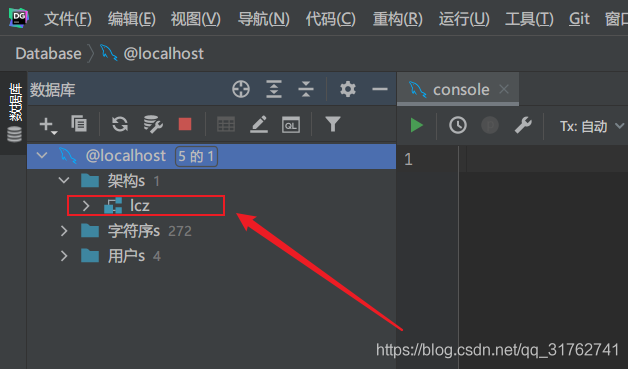 DG 文件(F) 编辑(E) 视图(V) 导航(N) 代码(C) 重构(R) 运行(U) 工具(T) Git 窗口
Database @localhost
数据库
数据库
console
QL
Tx: 自动
@localhost 5 的 1
1
架构s 1
lcz
字符序s 272
用户s 4
https://blog.csdn.net/qq_31762741